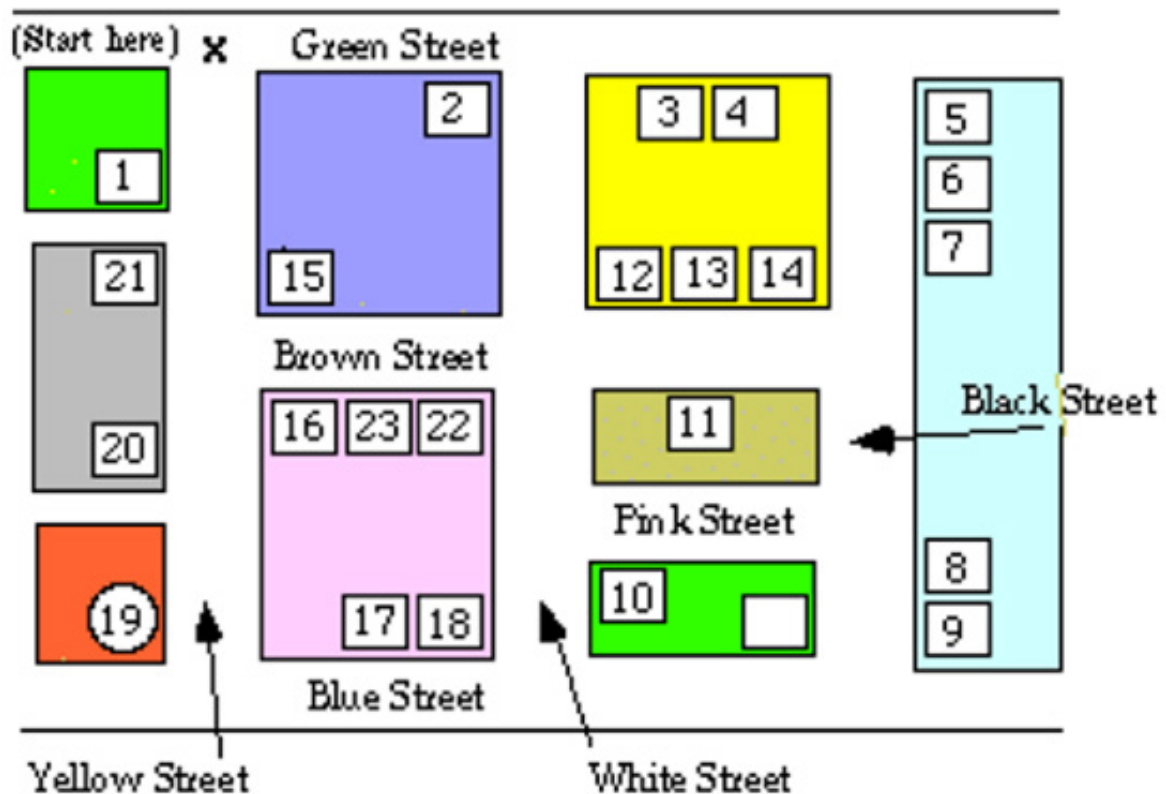 (Start here) x Green Street
2
3 4
5
1
6
21
15
12 13 14
7
Brown Street
16 23 22
11
Black Street
20
Pink Street
8
10
19
17 18
9
Blue Street
Yellow Street
White Street